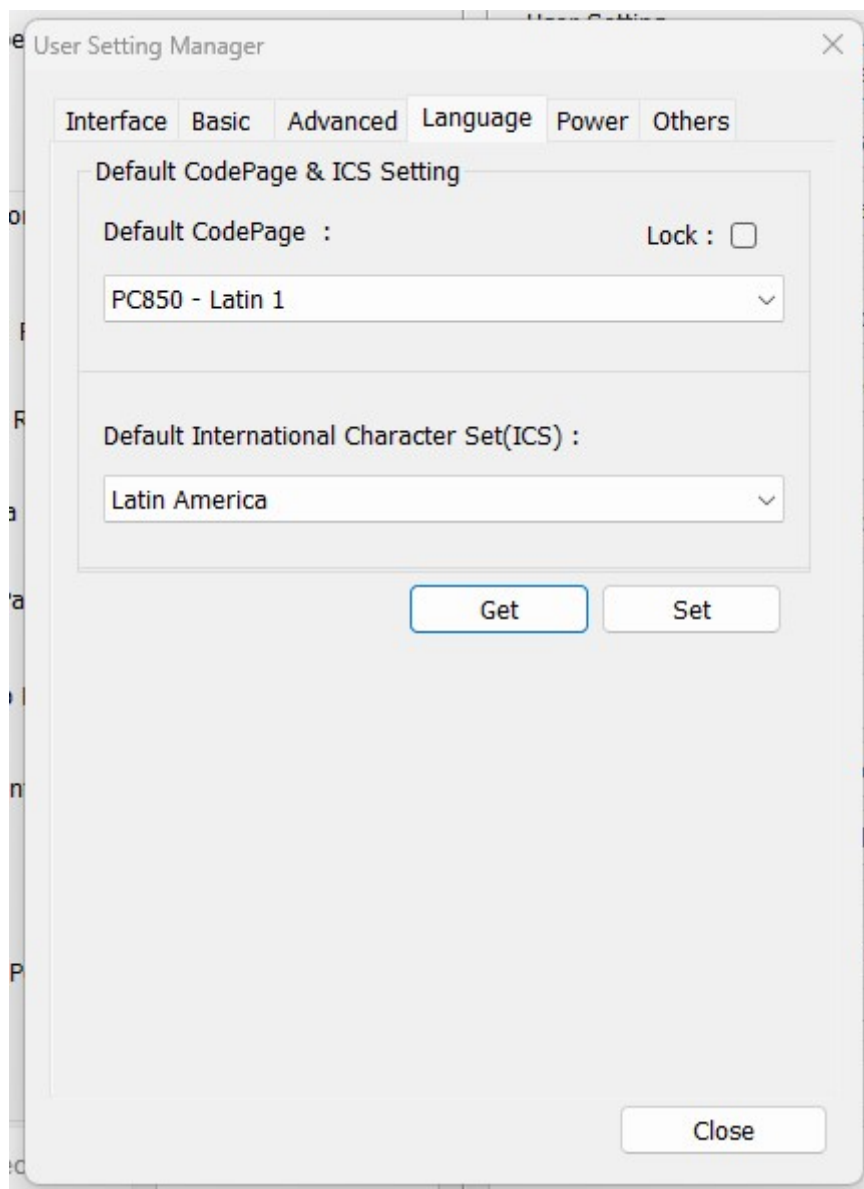 User Setting Manager
Interface Basic Advanced Language Power Others
Default CodePage & ICS Setting
Default CodePage :
Lock :
PC850 - Latin 1
Default International Character Set(ICS) :
Latin America
Get Set
Close